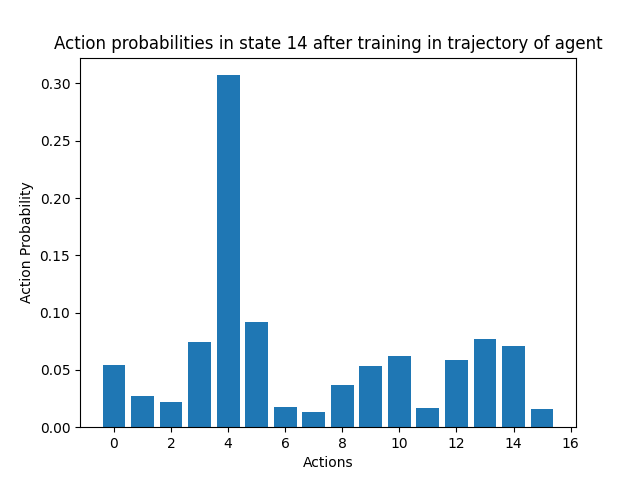 Action probabilities in state 14 after training in trajectory of agent
Action Probability
0.30
0.25
0.20
0.15
0.10
0.05
0.00
0 2 4 6 8 10 12 14 16
Actions